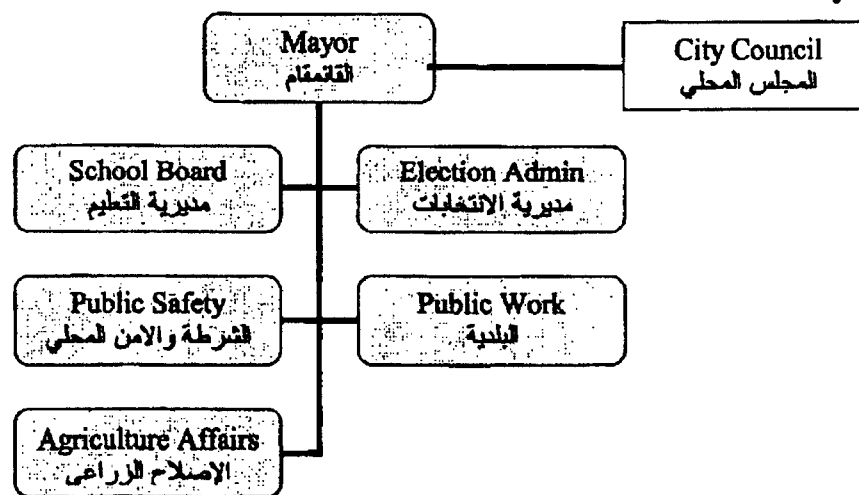 Mayor
القائمقام
City Council
المجلس المحلي
School Board
مديرية التعليم
Election Admin
مديرية الانتخابات
Public Safety
الشرطة والامن المحلي
Public Work
البلدية
Agriculture Affairs
الاصلاح الزراعى